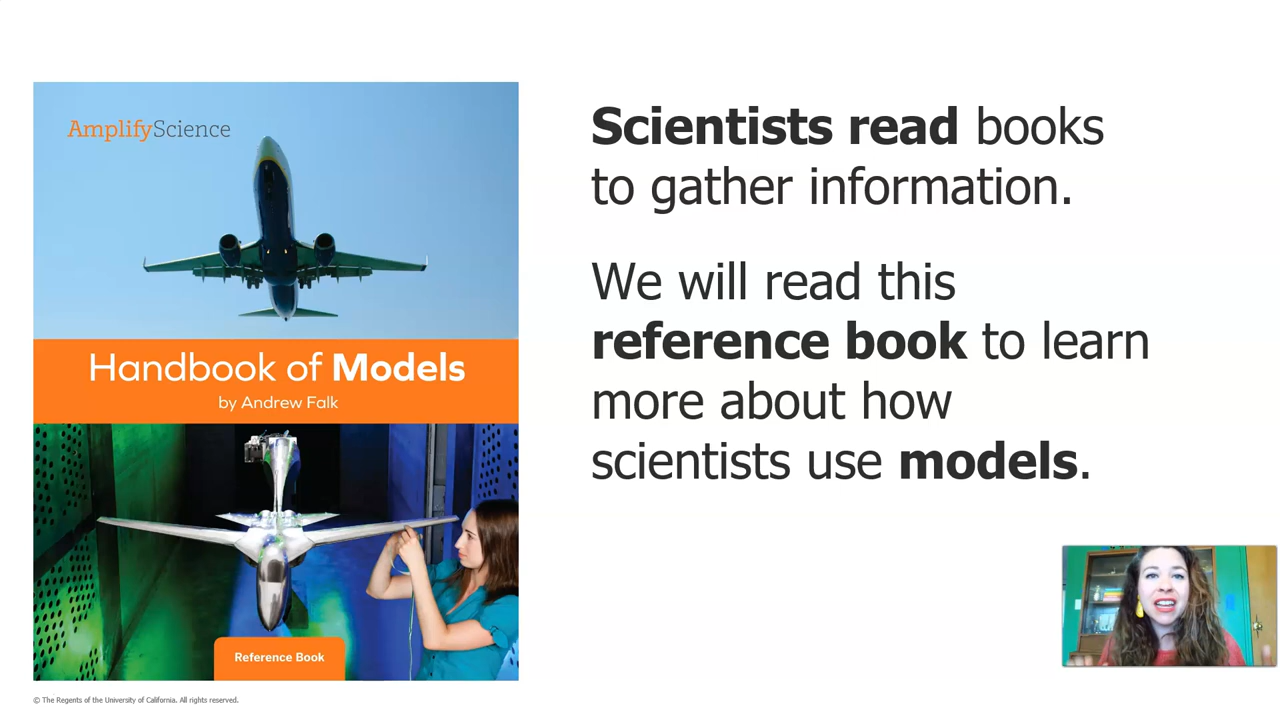 AmplifyScience
Handbook of Models
by Andrew Falk
Reference Book
Scientists read books
to gather information.
We will read this
reference book to learn
more about how
scientists use models.
© The Regents of the University of California. All rights reserved.